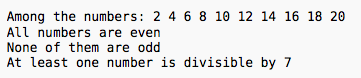 Among the numbers: 2 4 6 8 10 12 14 16 18 20
All numbers are even
None of them are odd
At least one number is divisible by 7